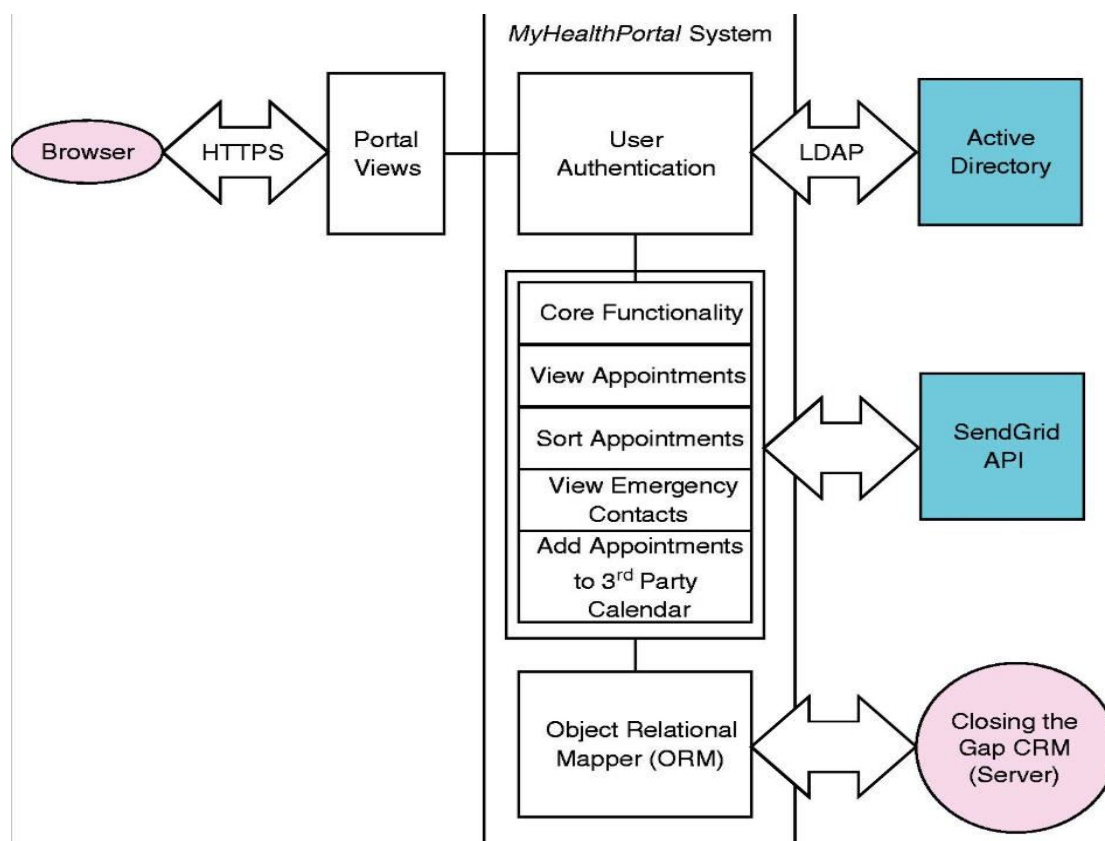 MyHealthPortal System
Browser
HTTPS
Portal
Views
User
Authentication
LDAP
Active
Directory
Core Functionality
View Appointments
Sort Appointments
View Emergency
Contacts
Add Appointments
to 3rd Party
Calendar
SendGrid
API
Object Relational
Mapper (ORM)
Closing the
Gap CRM
(Server)